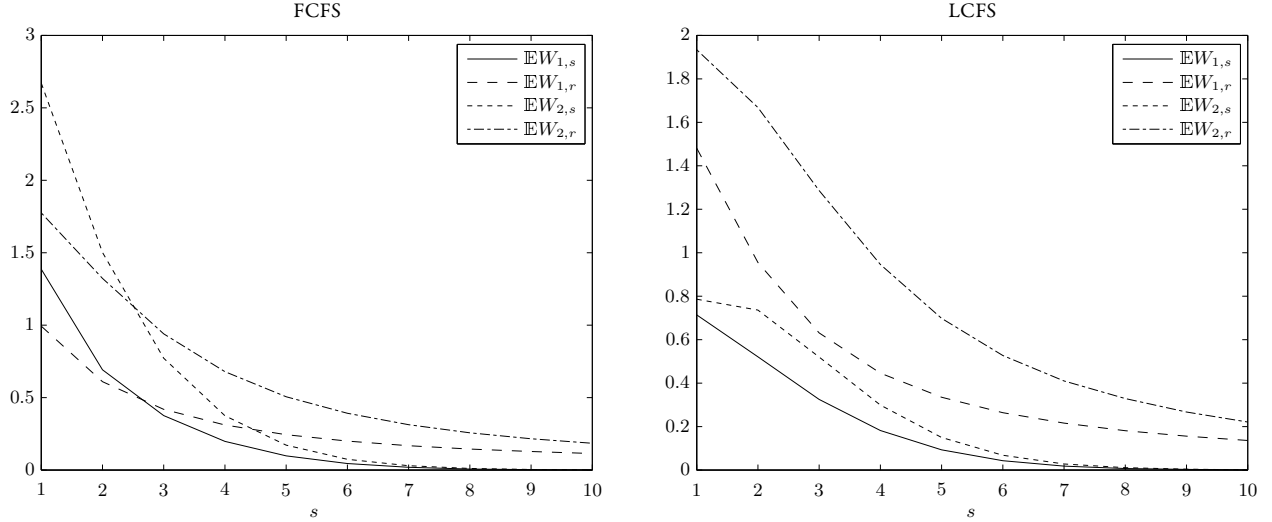 FCFS
3
2.5
2
1.5
1
0.5
0
1 2 3 4 5 6 7 8 9 10
s
𝔼W₁,ₛ
𝔼W₁,ᵣ
𝔼W₂,ₛ
𝔼W₂,ᵣ
LCFS
2
1.8
1.6
1.4
1.2
1
0.8
0.6
0.4
0.2
0
1 2 3 4 5 6 7 8 9 10
s
𝔼W₁,ₛ
𝔼W₁,ᵣ
𝔼W₂,ₛ
𝔼W₂,ᵣ